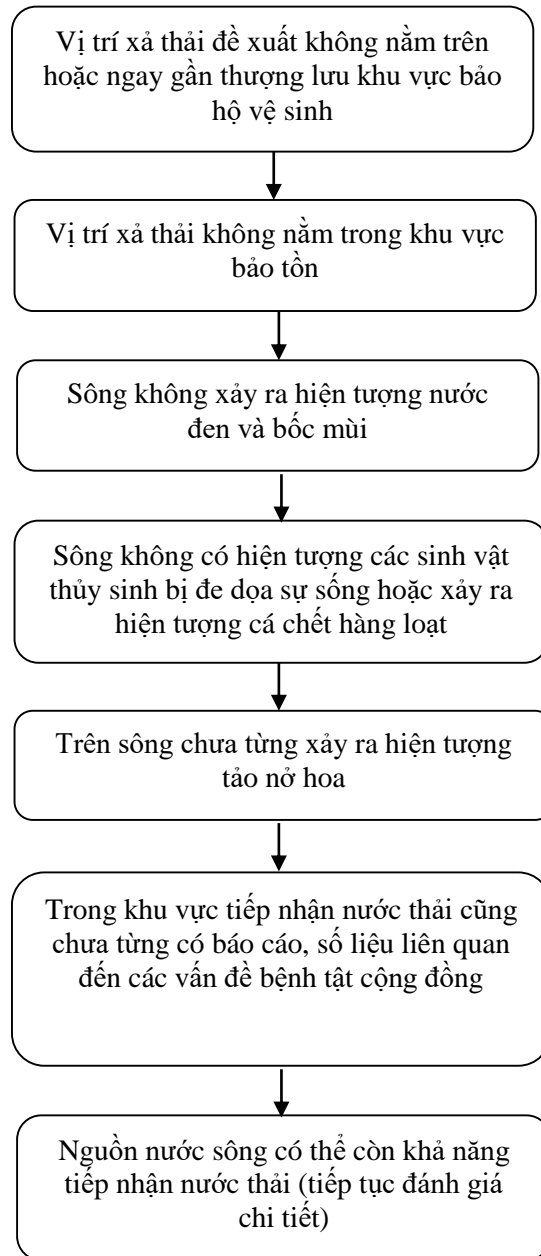 Vị trí xả thải đề xuất không nằm trên
hoặc ngay gần thượng lưu khu vực bảo
hộ vệ sinh
Vị trí xả thải không nằm trong khu vực
bảo tồn
Sông không xảy ra hiện tượng nước
đen và bốc mùi
Sông không có hiện tượng các sinh vật
thủy sinh bị đe dọa sự sống hoặc xảy ra
hiện tượng cá chết hàng loạt
Trên sông chưa từng xảy ra hiện tượng
tảo nở hoa
Trong khu vực tiếp nhận nước thải cũng
chưa từng có báo cáo, số liệu liên quan
đến các vấn đề bệnh tật cộng đồng
Nguồn nước sông có thể còn khả năng
tiếp nhận nước thải (tiếp tục đánh giá
chi tiết)